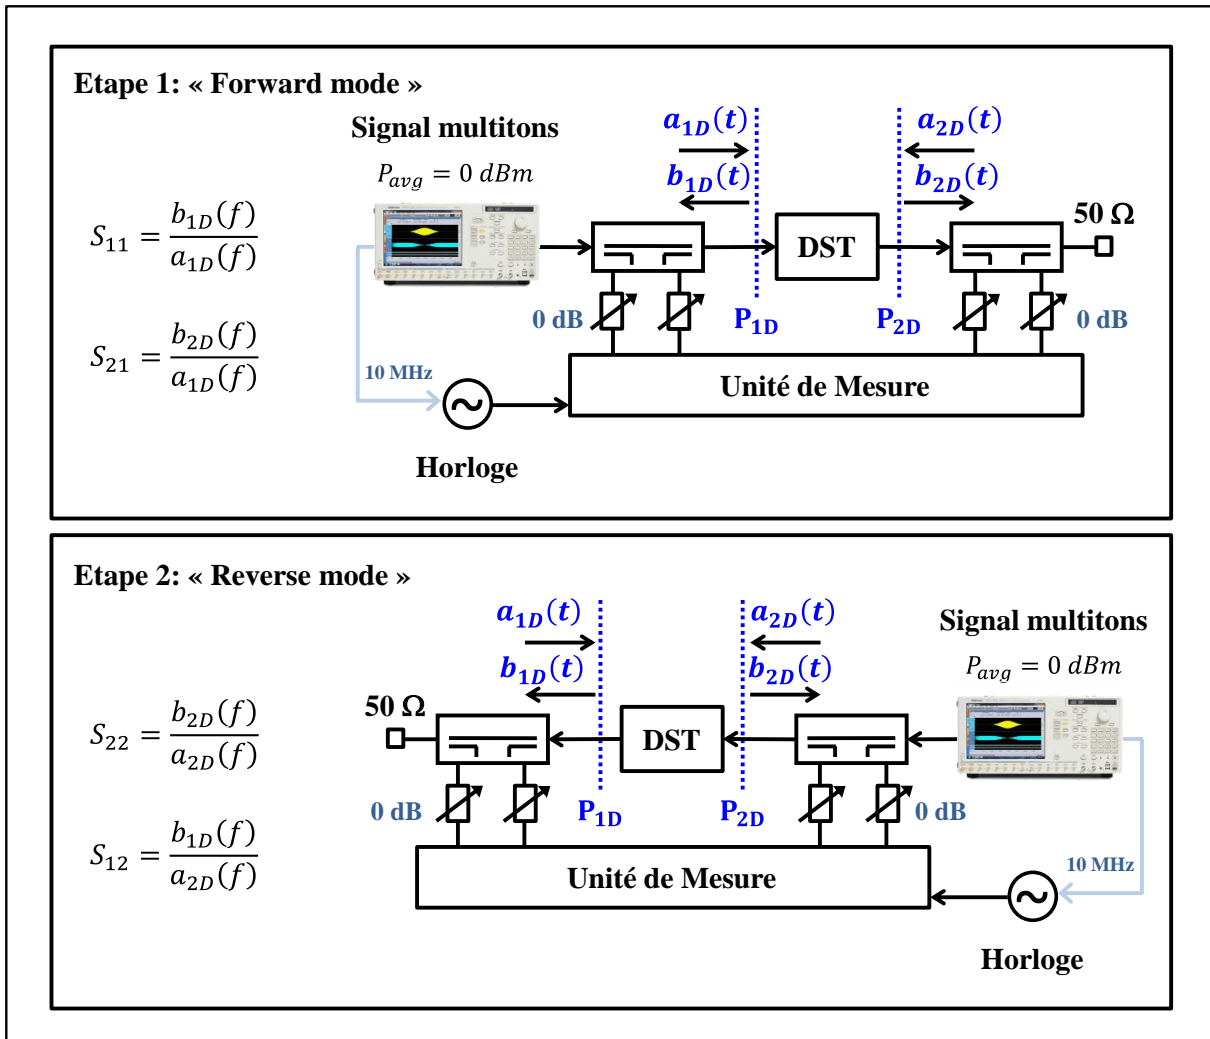 Etape 1: « Forward mode »
Signal multitons
P_avg = 0 dBm
S_11 = b_1D(f) / a_1D(f)
S_21 = b_2D(f) / a_1D(f)
a_1D(t)
b_1D(t)
a_2D(t)
b_2D(t)
50 Ω
DST
0 dB
P_1D
P_2D
0 dB
10 MHz
Unité de Mesure
Horloge
Etape 2: « Reverse mode »
a_1D(t)
b_1D(t)
a_2D(t)
b_2D(t)
Signal multitons
P_avg = 0 dBm
S_22 = b_2D(f) / a_2D(f)
S_12 = b_1D(f) / a_2D(f)
50 Ω
DST
0 dB
P_1D
P_2D
0 dB
10 MHz
Unité de Mesure
Horloge